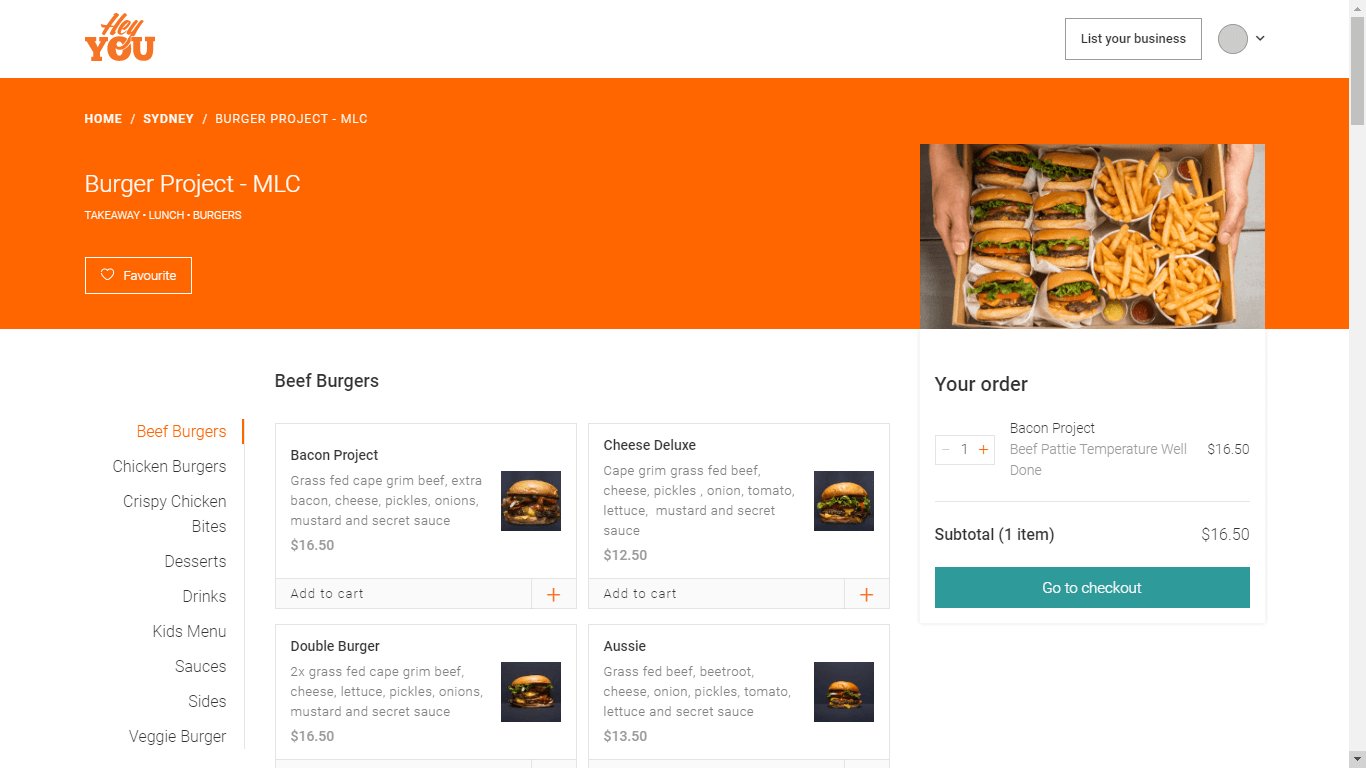 Hey
YOU
List your business
HOME / SYDNEY / BURGER PROJECT - MLC
Burger Project - MLC
TAKEAWAY • LUNCH • BURGERS
Favourite
Beef Burgers
Chicken Burgers
Crispy Chicken
Bites
Desserts
Drinks
Kids Menu
Sauces
Sides
Veggie Burger
Beef Burgers
Bacon Project
Grass fed cape grim beef, extra
bacon, cheese, pickles, onions,
mustard and secret sauce
$16.50
Add to cart +
Cheese Deluxe
Cape grim grass fed beef,
cheese, pickles , onion, tomato,
lettuce,  mustard and secret
sauce
$12.50
Add to cart +
Double Burger
2x grass fed cape grim beef,
cheese, lettuce, pickles, onions,
mustard and secret sauce
$16.50
Aussie
Grass fed beef, beetroot,
cheese, onion, pickles, tomato,
lettuce and secret sauce
$13.50
Your order
− 1 +
Bacon Project
Beef Pattie Temperature Well
Done
$16.50
Subtotal (1 item) $16.50
Go to checkout